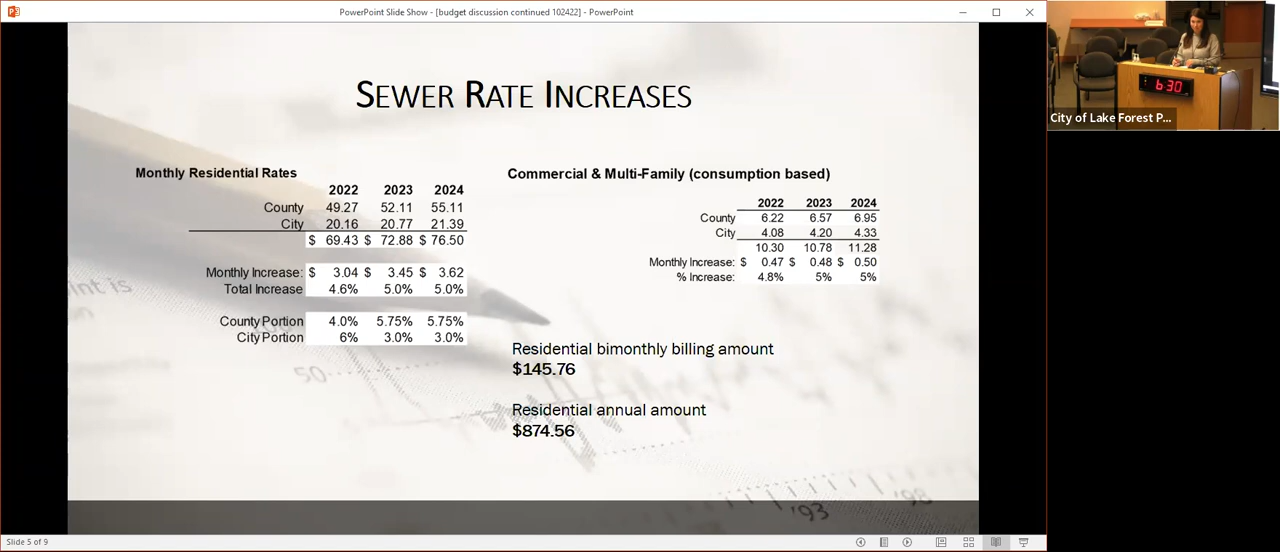 PowerPoint Slide Show - [budget discussion continued 102422] - PowerPoint
SEWER RATE INCREASES
Monthly Residential Rates
2022 2023 2024
County 49.27 52.11 55.11
City 20.16 20.77 21.39
$ 69.43 $ 72.88 $ 76.50
Monthly Increase: $ 3.04 $ 3.45 $ 3.62
Total Increase 4.6% 5.0% 5.0%
County Portion 4.0% 5.75% 5.75%
City Portion 6% 3.0% 3.0%
Commercial & Multi-Family (consumption based)
2022 2023 2024
County 6.22 6.57 6.95
City 4.08 4.20 4.33
10.30 10.78 11.28
Monthly Increase: $ 0.47 $ 0.48 $ 0.50
% Increase: 4.8% 5% 5%
Residential bimonthly billing amount
$145.76
Residential annual amount
$874.56
50
'93
'98
Slide 5 of 9
6:30
City of Lake Forest P...